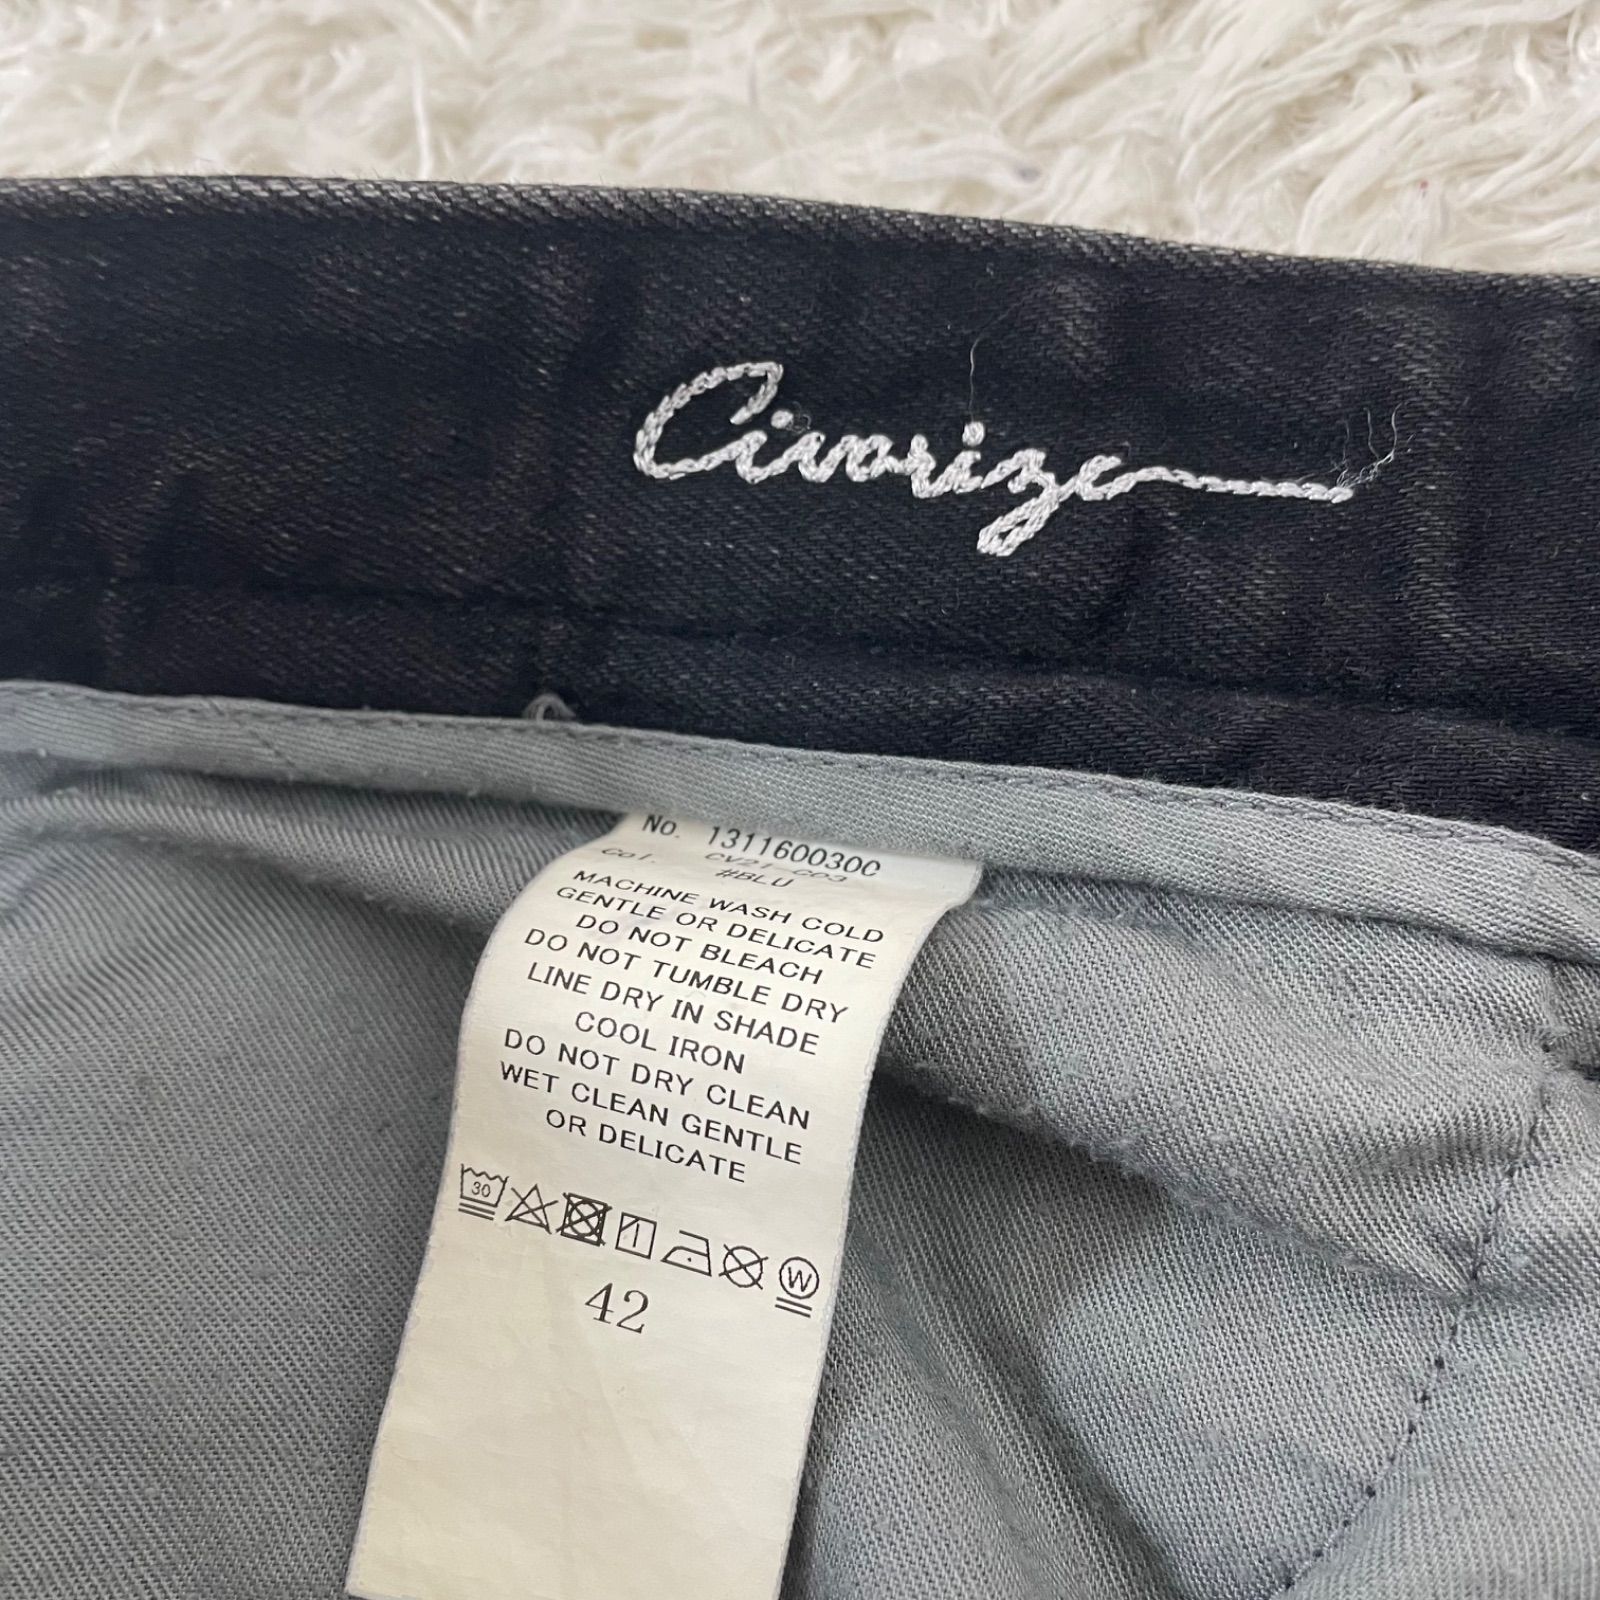 Civarize
No. 1311600300
CV21-C03
Col. #BLU
MACHINE WASH COLD
GENTLE OR DELICATE
DO NOT BLEACH
DO NOT TUMBLE DRY
LINE DRY IN SHADE
COOL IRON
DO NOT DRY CLEAN
WET CLEAN GENTLE
OR DELICATE
30
W
42